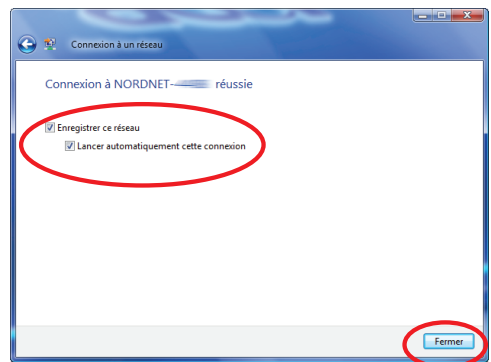 Connexion à un réseau
Connexion à NORDNET- réussie
Enregistrer ce réseau
Lancer automatiquement cette connexion
Fermer